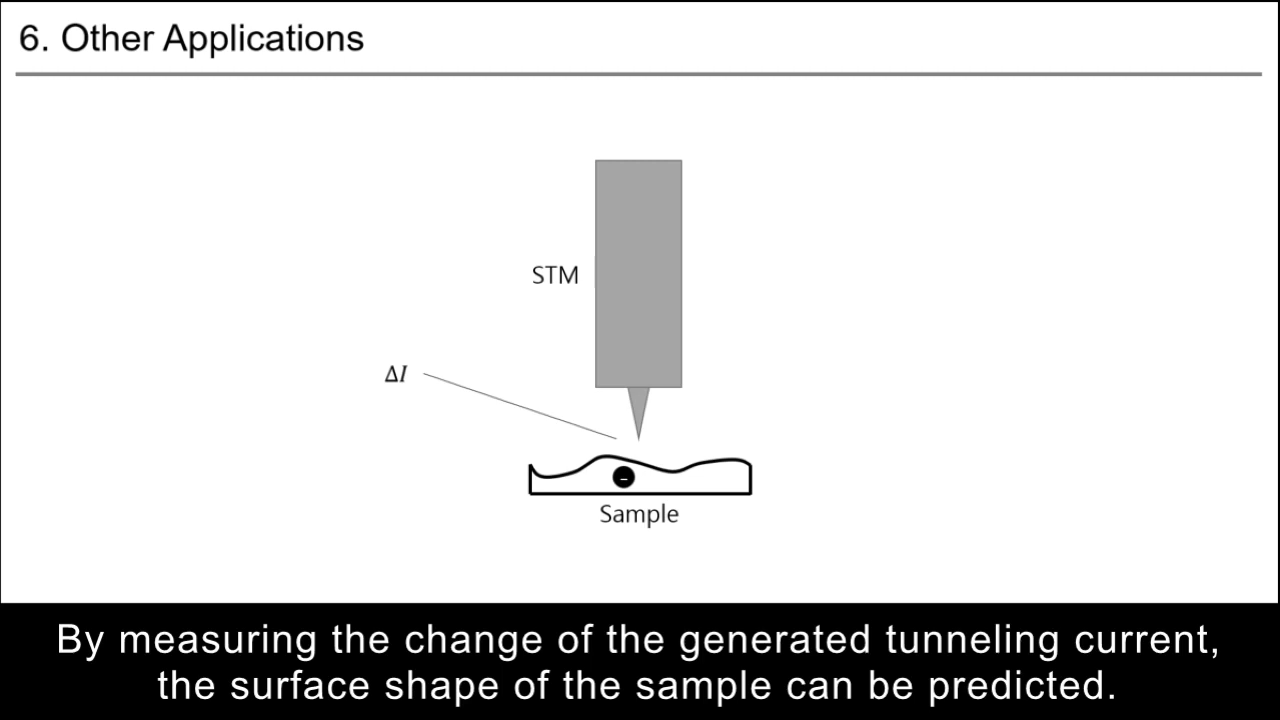 6. Other Applications
STM
ΔI
-
Sample
By measuring the change of the generated tunneling current,
the surface shape of the sample can be predicted.